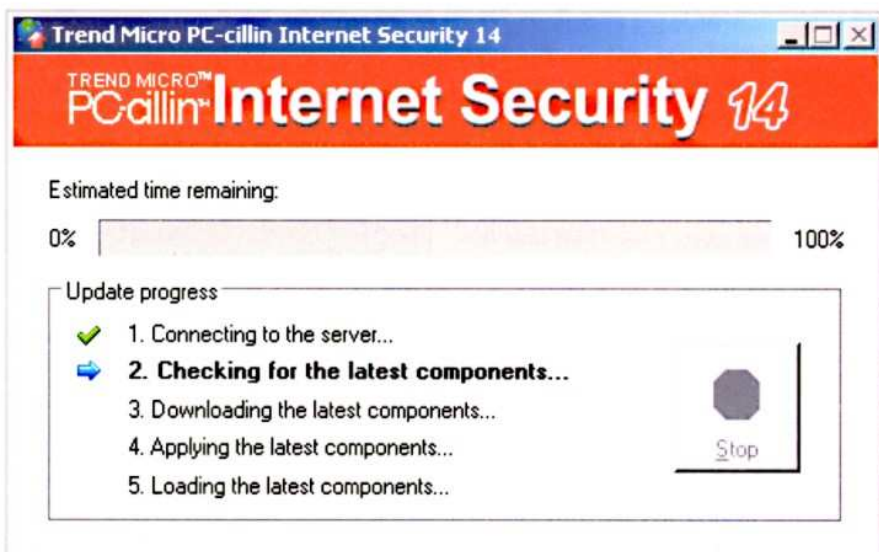 Trend Micro PC-cillin Internet Security 14
TREND MICRO™
PC-cillin™ Internet Security 14
Estimated time remaining:
0% 100%
Update progress
1. Connecting to the server...
2. Checking for the latest components...
3. Downloading the latest components...
4. Applying the latest components...
5. Loading the latest components...
Stop